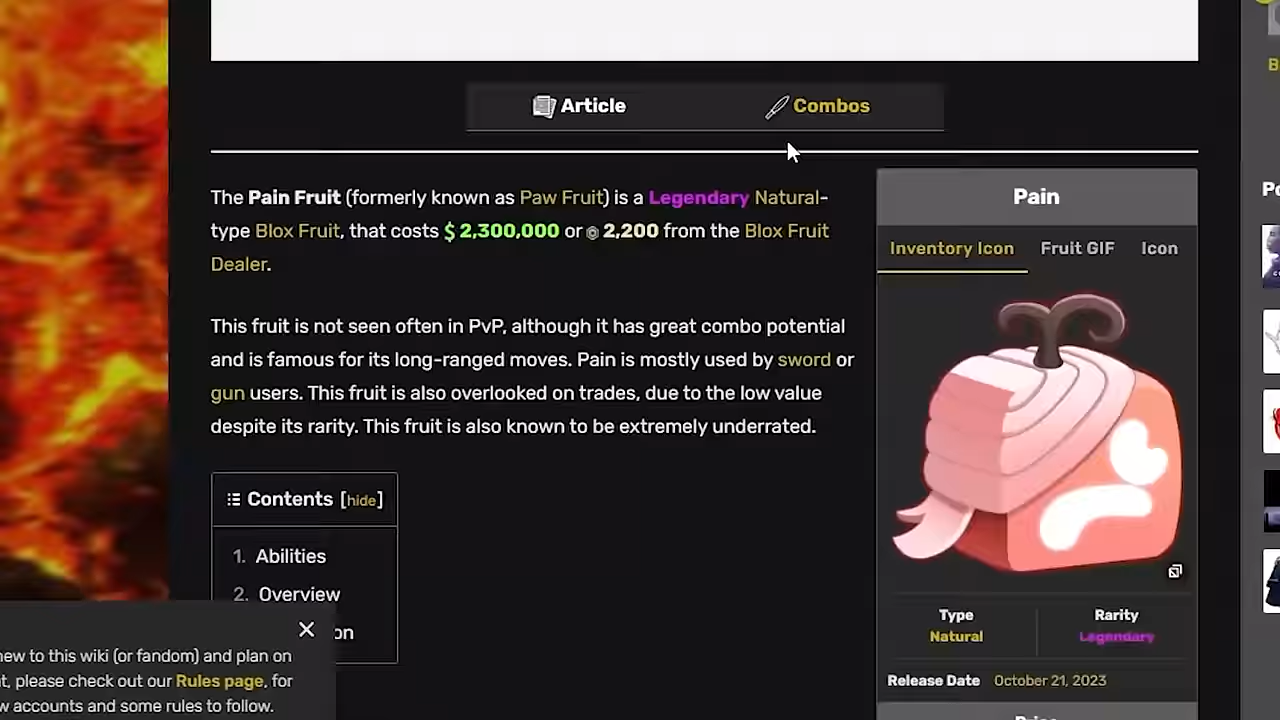 Article
Combos
The Pain Fruit (formerly known as Paw Fruit) is a Legendary Natural-
type Blox Fruit, that costs $ 2,300,000 or 2,200 from the Blox Fruit
Dealer.
This fruit is not seen often in PvP, although it has great combo potential
and is famous for its long-ranged moves. Pain is mostly used by sword or
gun users. This fruit is also overlooked on trades, due to the low value
despite its rarity. This fruit is also known to be extremely underrated.
Contents [hide]
1. Abilities
2. Overview
on
new to this wiki (or fandom) and plan on
t, please check out our Rules page, for
w accounts and some rules to follow.
Pain
Inventory Icon Fruit GIF Icon
Type Rarity
Natural Legendary
Release Date October 21, 2023